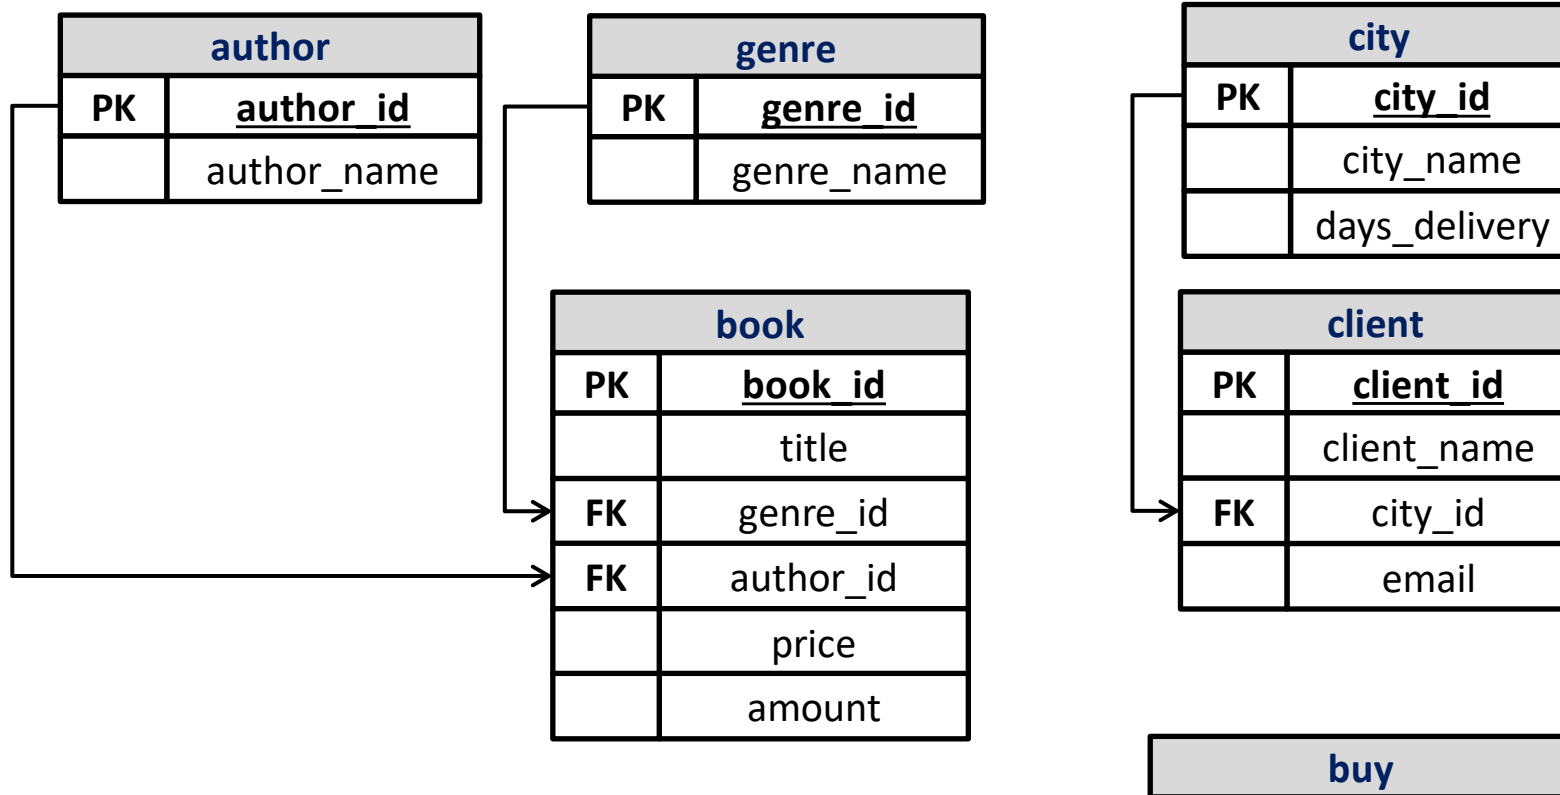 author
PK author_id
author_name
genre
PK genre_id
genre_name
city
PK city_id
city_name
days_delivery
book
PK book_id
title
FK genre_id
FK author_id
price
amount
client
PK client_id
client_name
FK city_id
email
buy